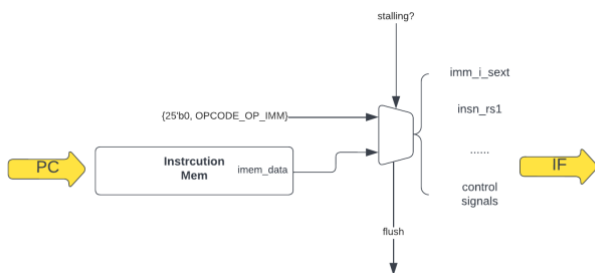 stalling?
imm_i_sext
{25'b0, OPCODE_OP_IMM}
insn_rs1
PC
Instrcution
Mem
imem_data
......
IF
control
signals
flush